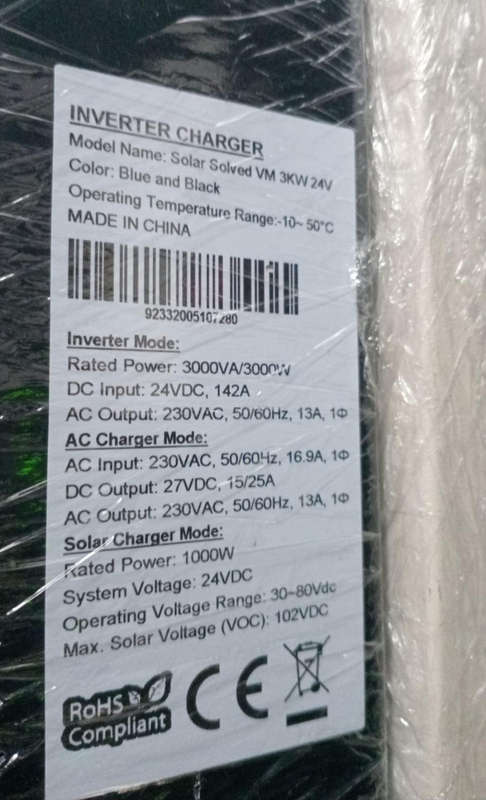 INVERTER CHARGER
Model Name: Solar Solved VM 3KW 24V
Color: Blue and Black
Operating Temperature Range:-10~ 50°C
MADE IN CHINA
92332005107280
Inverter Mode:
Rated Power: 3000VA/3000W
DC Input: 24VDC, 142A
AC Output: 230VAC, 50/60Hz, 13A, 1Φ
AC Charger Mode:
AC Input: 230VAC, 50/60Hz, 16.9A, 1Φ
DC Output: 27VDC, 15/25A
AC Output: 230VAC, 50/60Hz, 13A, 1Φ
Solar Charger Mode:
Rated Power: 1000W
System Voltage: 24VDC
Operating Voltage Range: 30~80Vdc
Max. Solar Voltage (VOC): 102VDC
RoHS
Compliant
CE